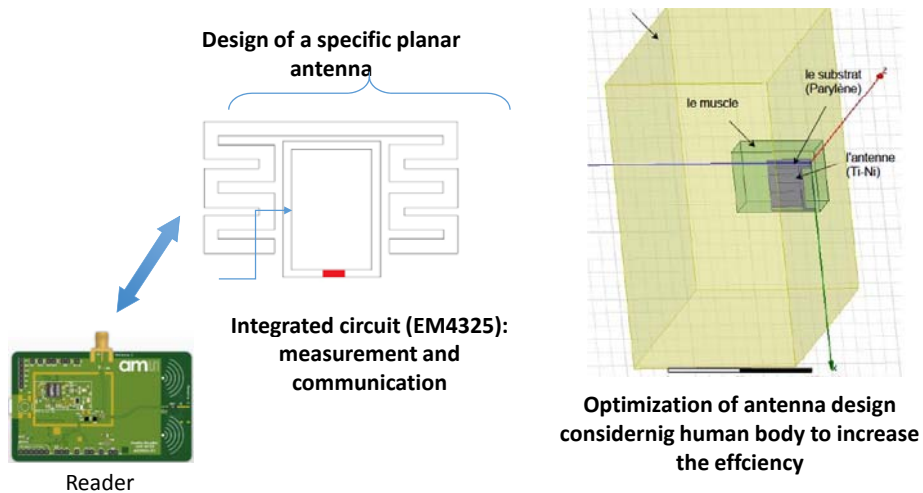 Design of a specific planar
antenna
Integrated circuit (EM4325):
measurement and
communication
Reader
am
le muscle
le substrat
(Parylène)
l'antenne
(Ti-Ni)
z
Optimization of antenna design
considernig human body to increase
the effciency